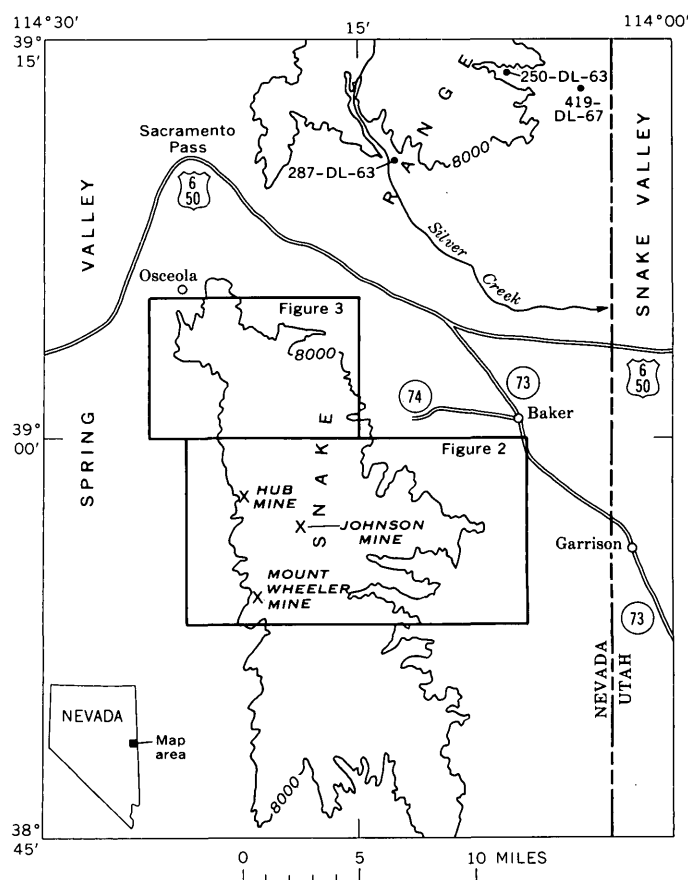 114°30'
15'
114°00'
39°
15'
250-DL-63
419-
DL-67
Sacramento
Pass
8000
287-DL-63
6
50
RANGE
VALLEY
SNAKE VALLEY
Silver
Creek
Osceola
Figure 3
8000
6
50
74
73
Baker
39°
00'
Figure 2
SPRING
SNAKE
HUB
MINE
JOHNSON
MINE
Garrison
MOUNT
WHEELER
MINE
73
NEVADA
UTAH
NEVADA
Map
area
8000
38°
45'
0 5 10 MILES